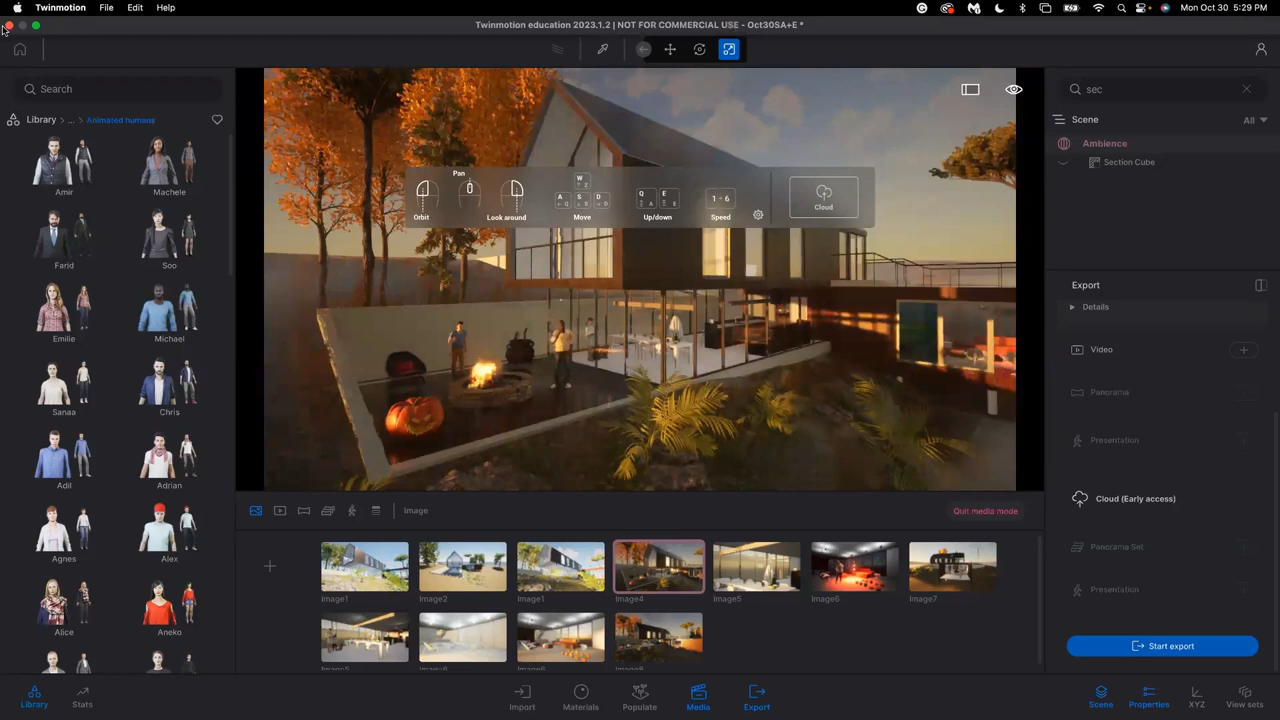 Twinmotion File Edit Help
Mon Oct 30 5:29 PM
Twinmotion education 2023.1.2 | NOT FOR COMMERCIAL USE - Oct30SA+E *
Search
Library > ... > Animated humans
Amir Machele
Farid Soo
Emilie Michael
Sanaa Chris
Adil Adrian
Agnes Alex
Alice Aneko
Pan
Orbit
Look around
W
A S D
Move
Q E
Up/down
1 - 6
Speed
Cloud
sec
Scene All
Ambience
Section Cube
Export
Details
Video
Panorama
Presentation
Cloud (Early access)
Panorama Set
Presentation
Start export
Image
Quit media mode
Image1 Image2 Image1 Image4 Image5 Image6 Image7
Library Stats Import Materials Populate Media Export Scene Properties XYZ View sets